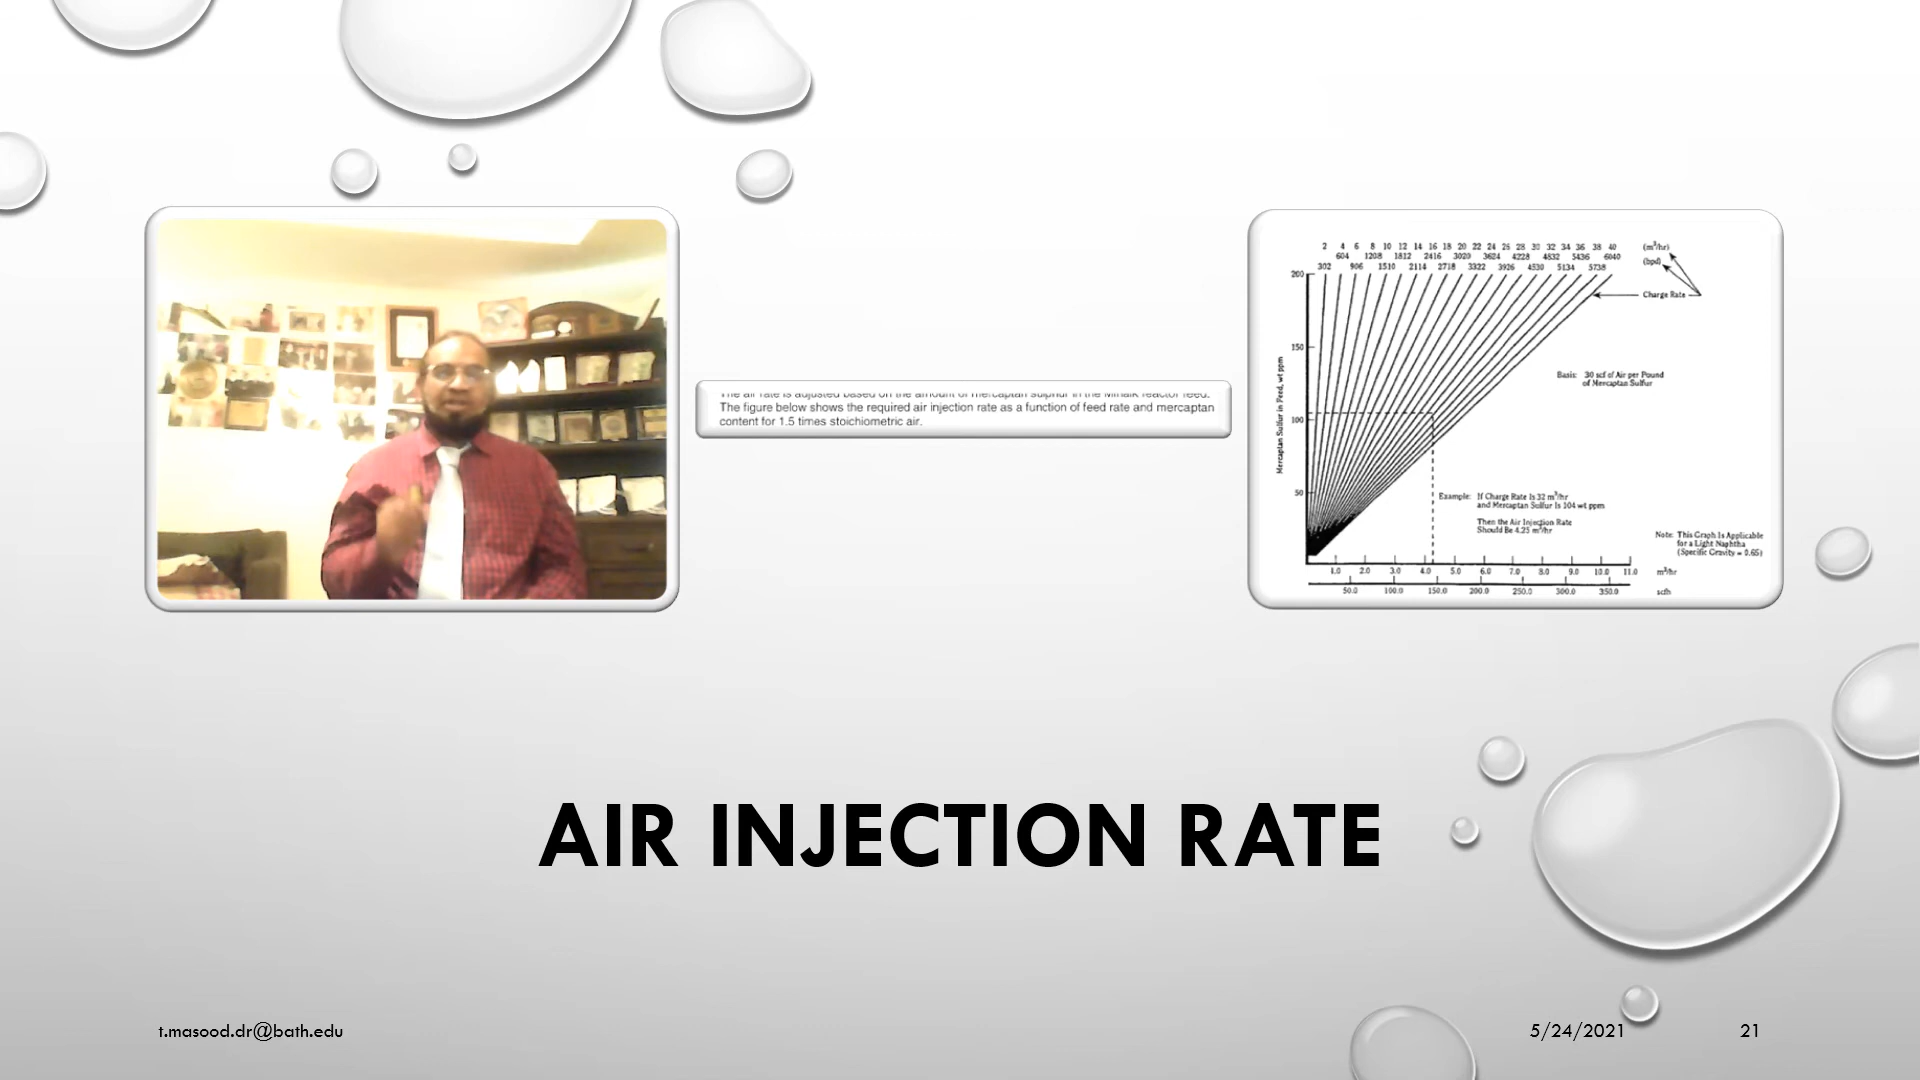 The air rate is adjusted based on the amount of mercaptan sulphur in the Minalk reactor feed.
The figure below shows the required air injection rate as a function of feed rate and mercaptan
content for 1.5 times stoichiometric air.
2 4 6 8 10 12 14 16 18 20 22 24 26 28 30 32 34 36 38 40 (m³/hr)
604 1208 1812 2416 3020 3624 4228 4832 5436 6040 (bpd)
302 906 1510 2114 2718 3322 3926 4530 5134 5738
200
Charge Rate
150
Mercaptan Sulfur in Feed, wt ppm
Basis: 30 scf of Air per Pound
of Mercaptan Sulfur
100
50
Example: If Charge Rate Is 32 m³/hr
and Mercaptan Sulfur Is 104 wt ppm
Then the Air Injection Rate
Should Be 4.25 m³/hr
Note: This Graph Is Applicable
for a Light Naphtha
(Specific Gravity = 0.65)
1.0 2.0 3.0 4.0 5.0 6.0 7.0 8.0 9.0 10.0 11.0 m³/hr
50.0 100.0 150.0 200.0 250.0 300.0 350.0 scfh
AIR INJECTION RATE
t.masood.dr@bath.edu
5/24/2021
21